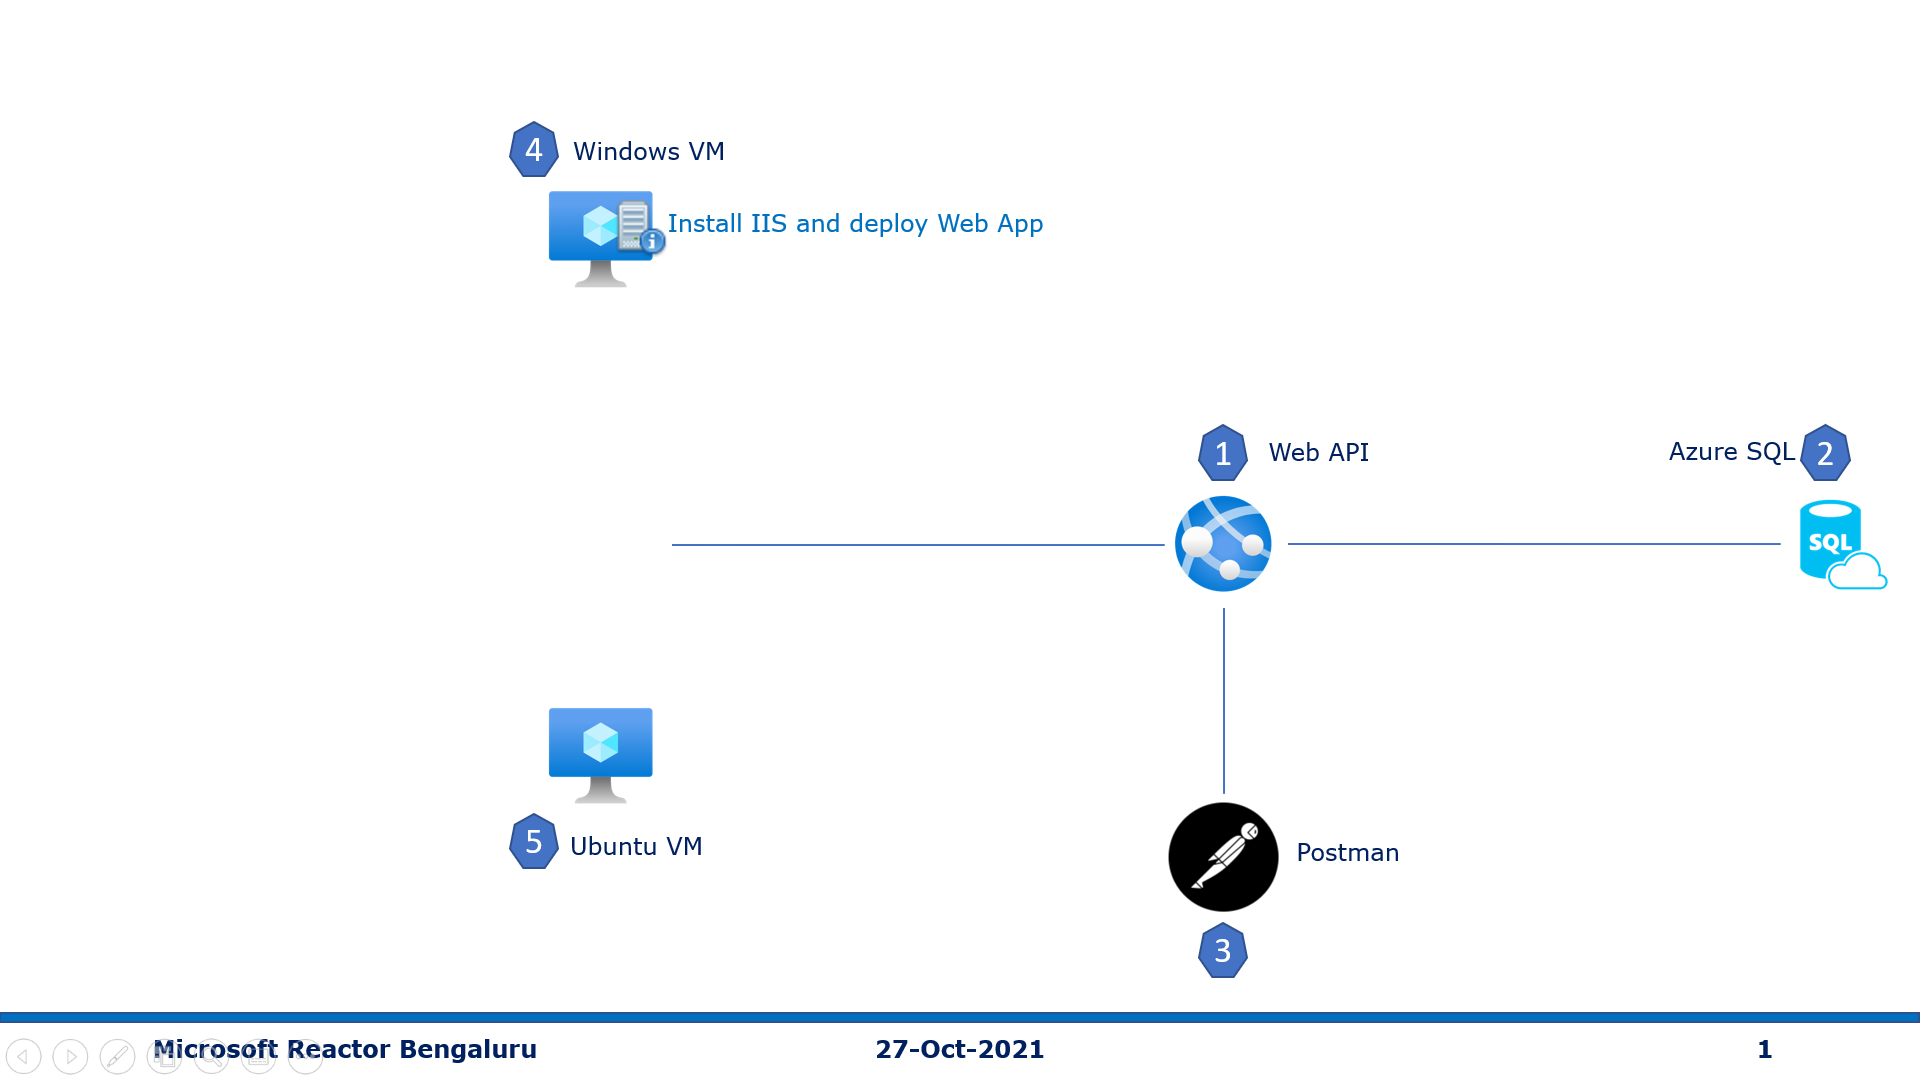 4 Windows VM
Install IIS and deploy Web App
1 Web API
Azure SQL 2
SQL
5 Ubuntu VM
Postman
3
Microsoft Reactor Bengaluru
27-Oct-2021
1